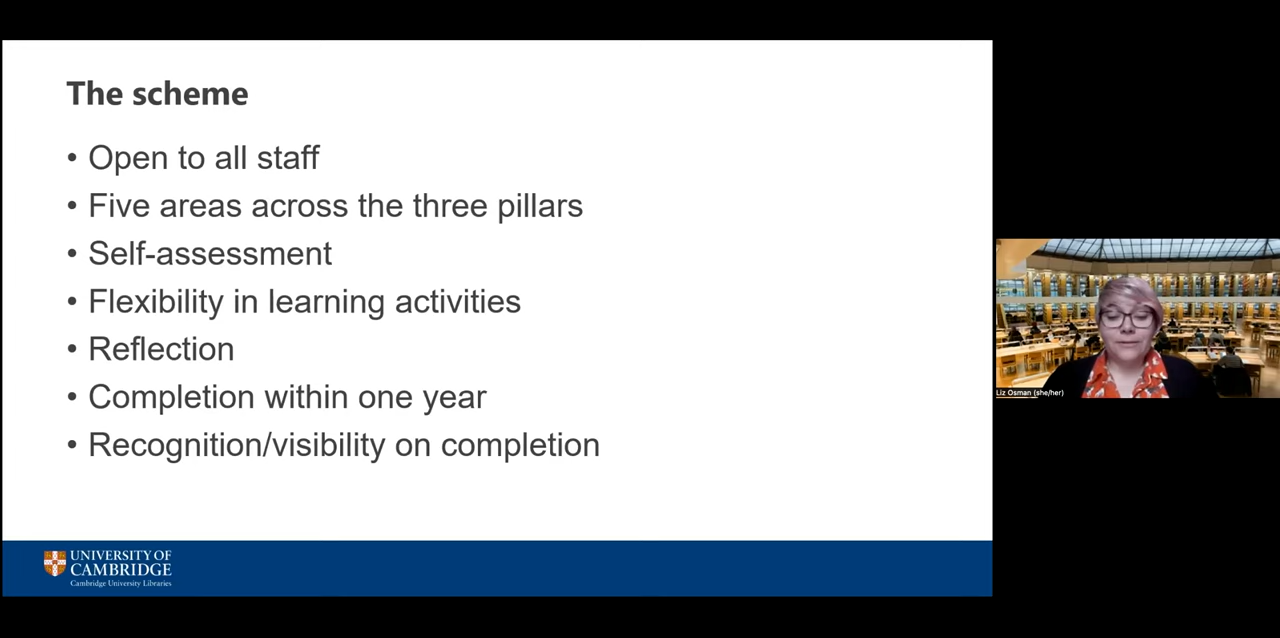 The scheme
• Open to all staff
• Five areas across the three pillars
• Self-assessment
• Flexibility in learning activities
• Reflection
• Completion within one year
• Recognition/visibility on completion
UNIVERSITY OF
CAMBRIDGE
Cambridge University Libraries
Liz Osman (she/her)